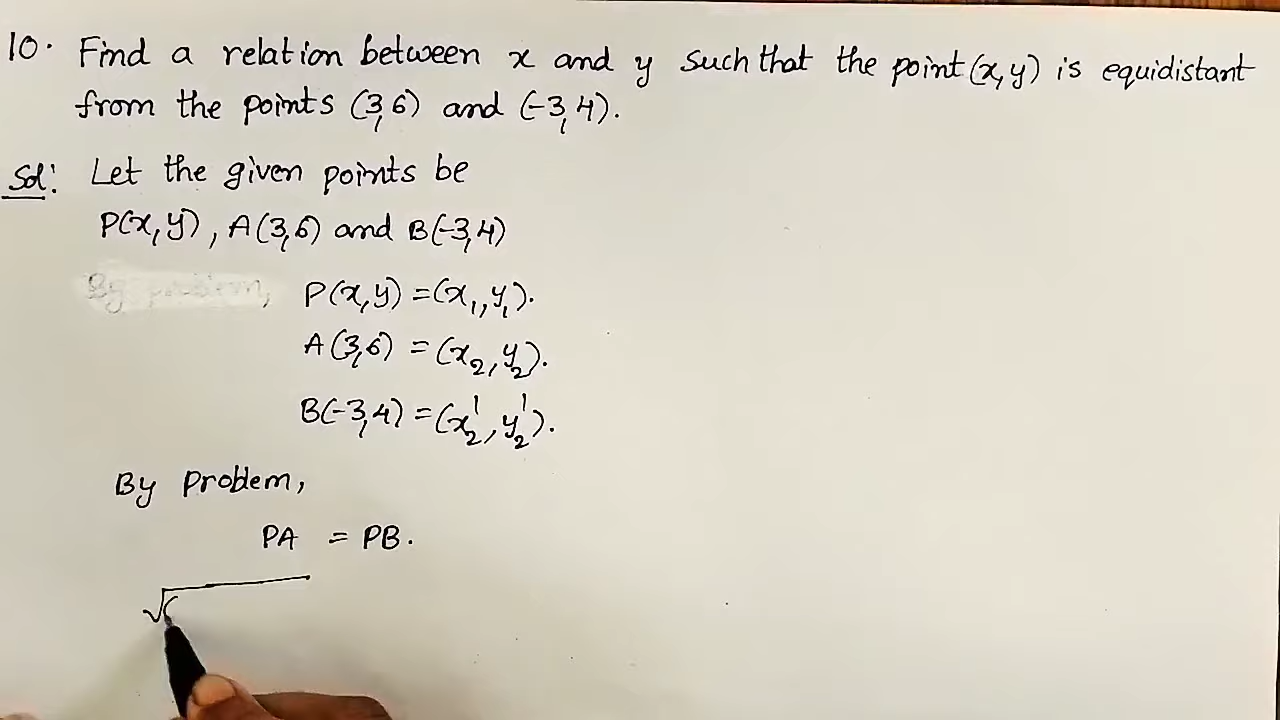 10. Find a relation between x and y such that the point (x, y) is equidistant
from the points (3, 6) and (-3, 4).
Sol: Let the given points be
P(x, y), A(3, 6) and B(-3, 4)
By problem, P(x, y) = (x₁, y₁).
A(3, 6) = (x₂, y₂).
B(-3, 4) = (x₂', y₂').
By Problem,
PA = PB.
√(